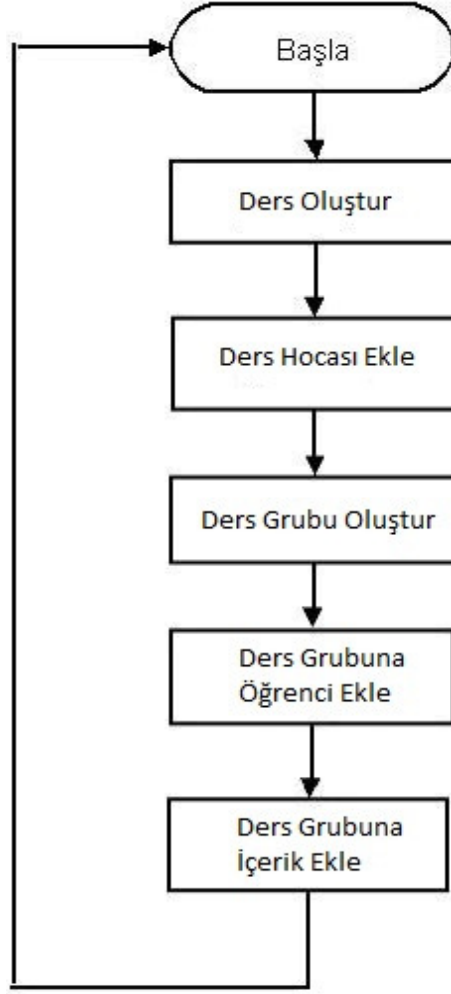 Başla
Ders Oluştur
Ders Hocası Ekle
Ders Grubu Oluştur
Ders Grubuna
Öğrenci Ekle
Ders Grubuna
İçerik Ekle